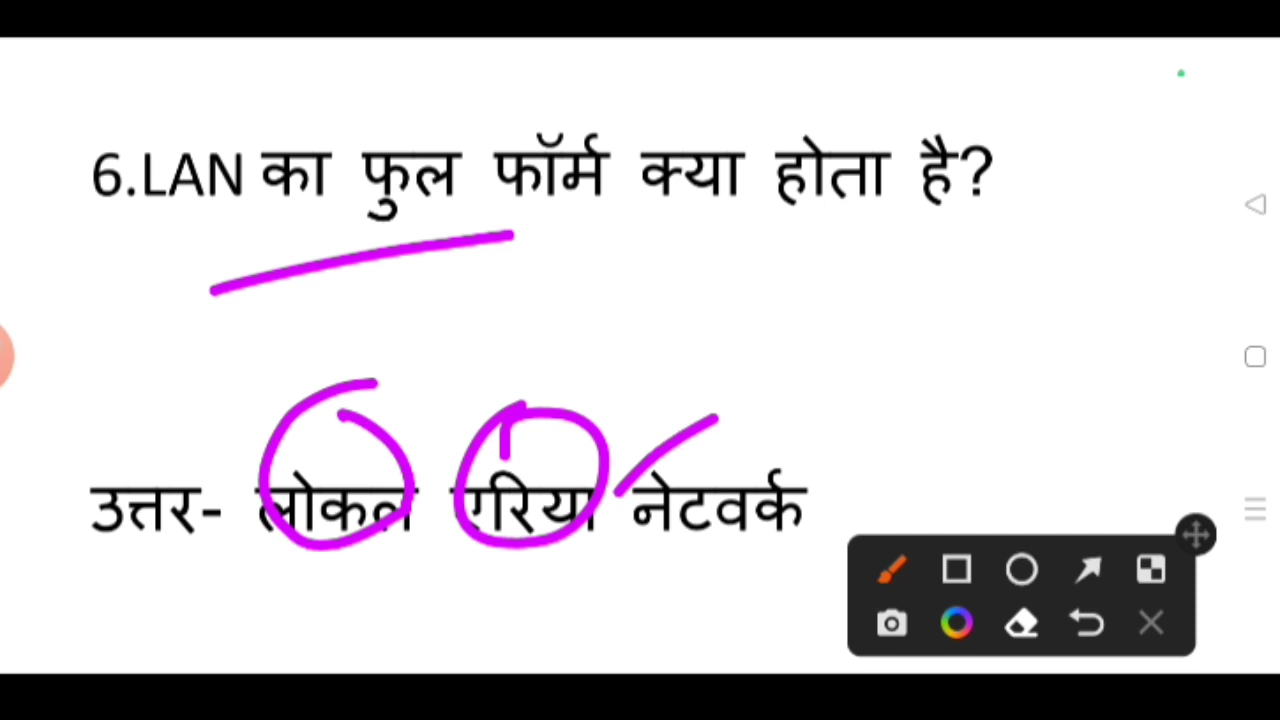 6.LAN का फुल फॉर्म क्या होता है?
उत्तर- लोकल एरिया नेटवर्क